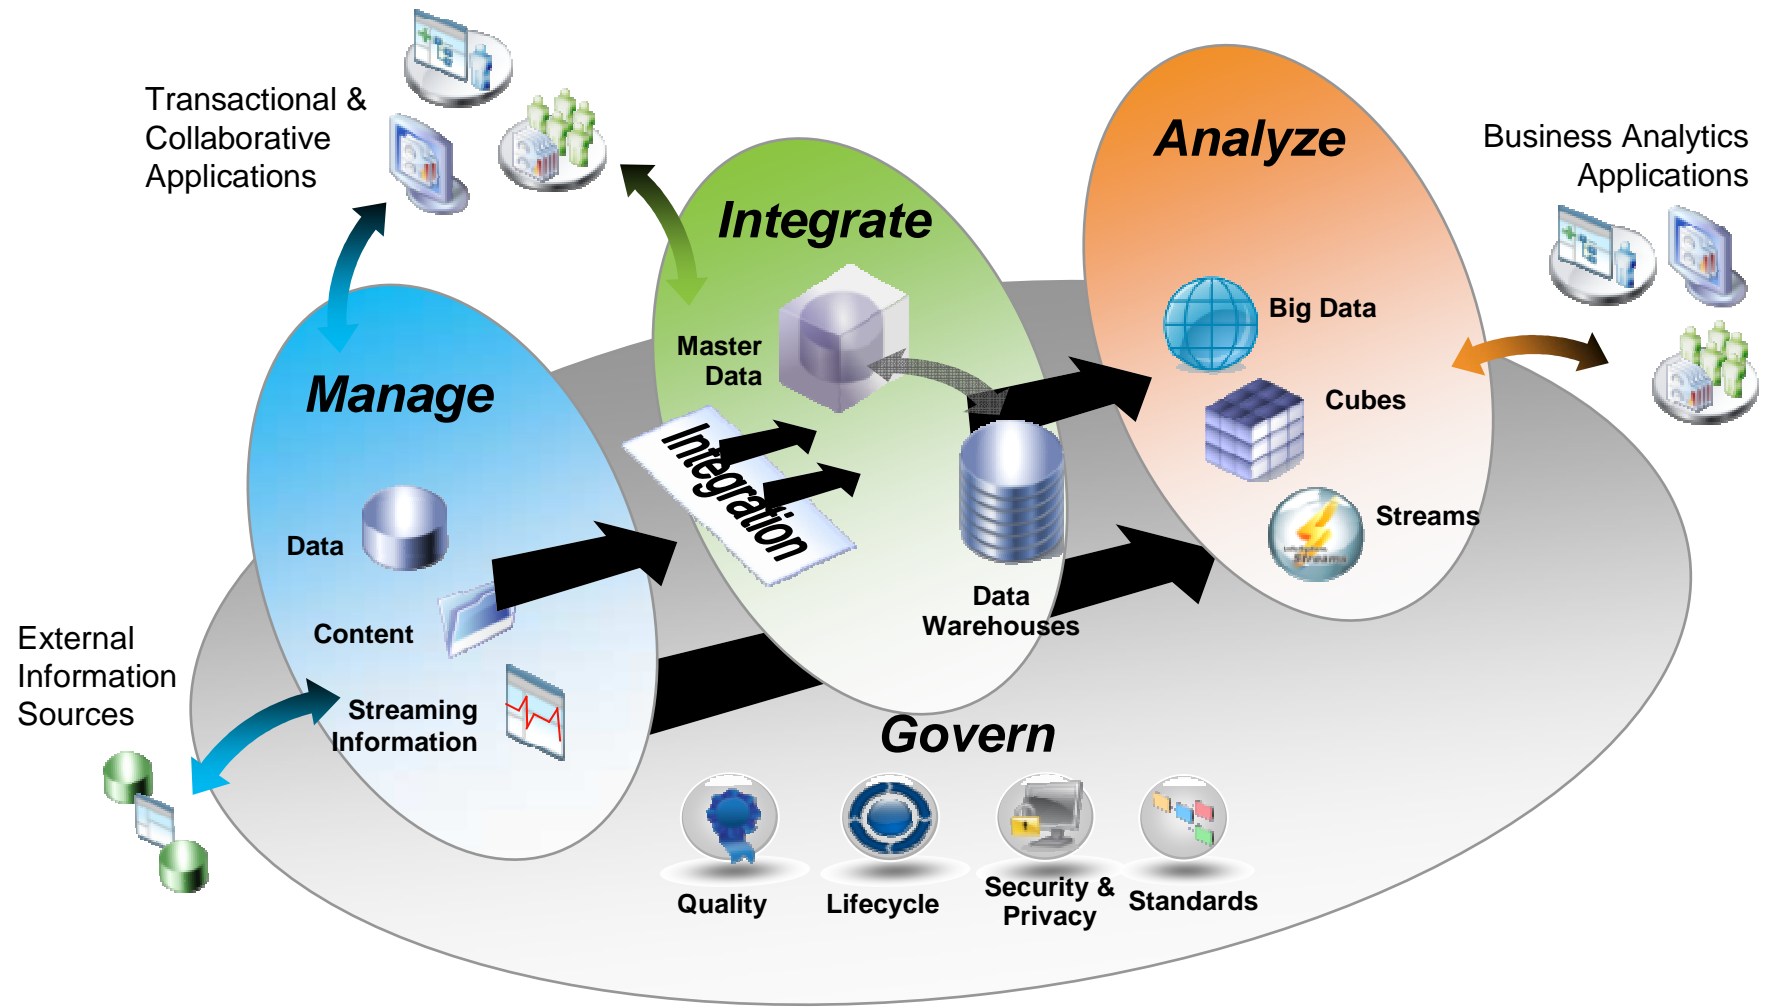 Transactional &
Collaborative
Applications
Analyze
Business Analytics
Applications
Integrate
Big Data
Master
Data
Manage
Cubes
Integration
Streams
Streams
Data
Data
Warehouses
Content
External
Information
Sources
Streaming
Information
Govern
Quality
Lifecycle
Security &
Privacy
Standards